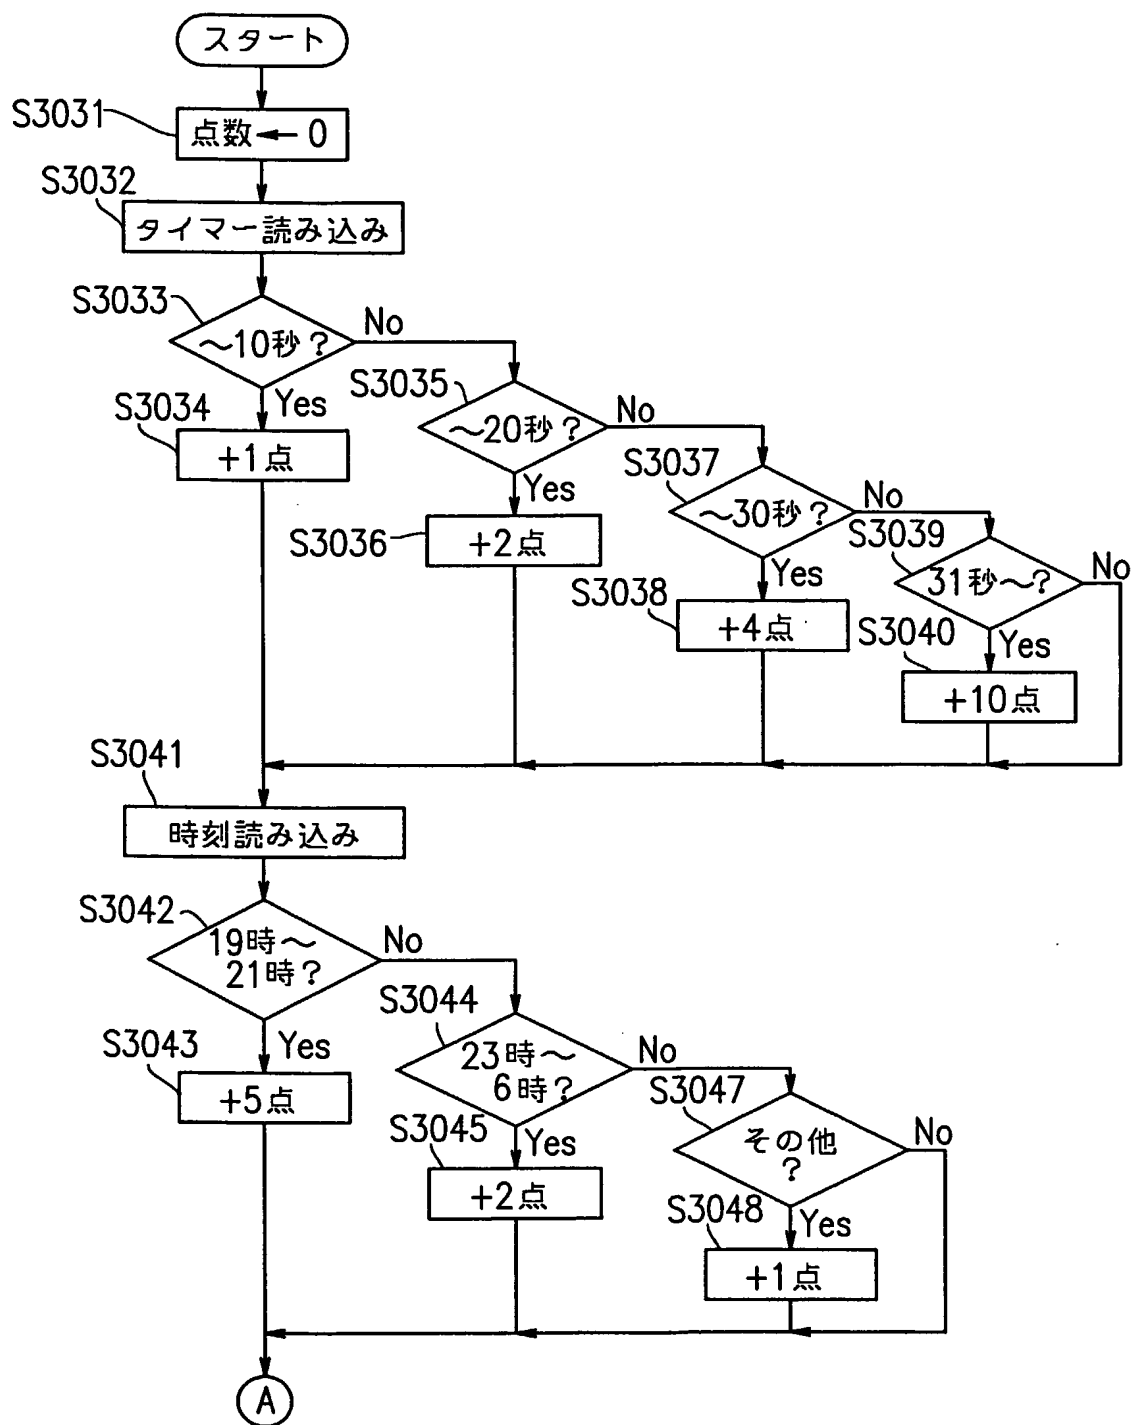 スタート
S3031
点数← 0
S3032
タイマー読み込み
S3033
〜10秒？
No
Yes
S3034
+1点
S3035
〜20秒？
No
Yes
S3036
+2点
S3037
〜30秒？
No
Yes
S3038
+4点
S3039
31秒〜？
No
Yes
S3040
+10点
S3041
時刻読み込み
S3042
19時〜
21時？
No
Yes
S3043
+5点
S3044
23時〜
6時？
No
Yes
S3045
+2点
S3047
その他
？
No
Yes
S3048
+1点
A